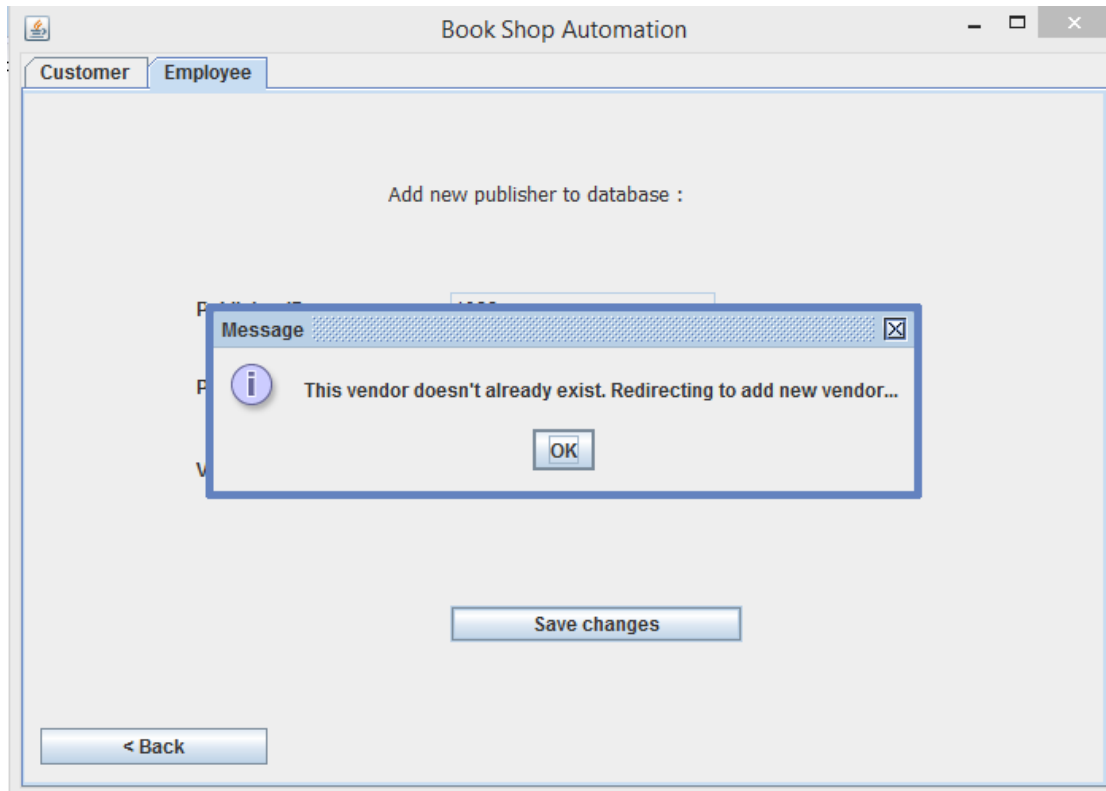 Book Shop Automation
Customer Employee
Add new publisher to database :
Message
This vendor doesn't already exist. Redirecting to add new vendor...
OK
Save changes
< Back